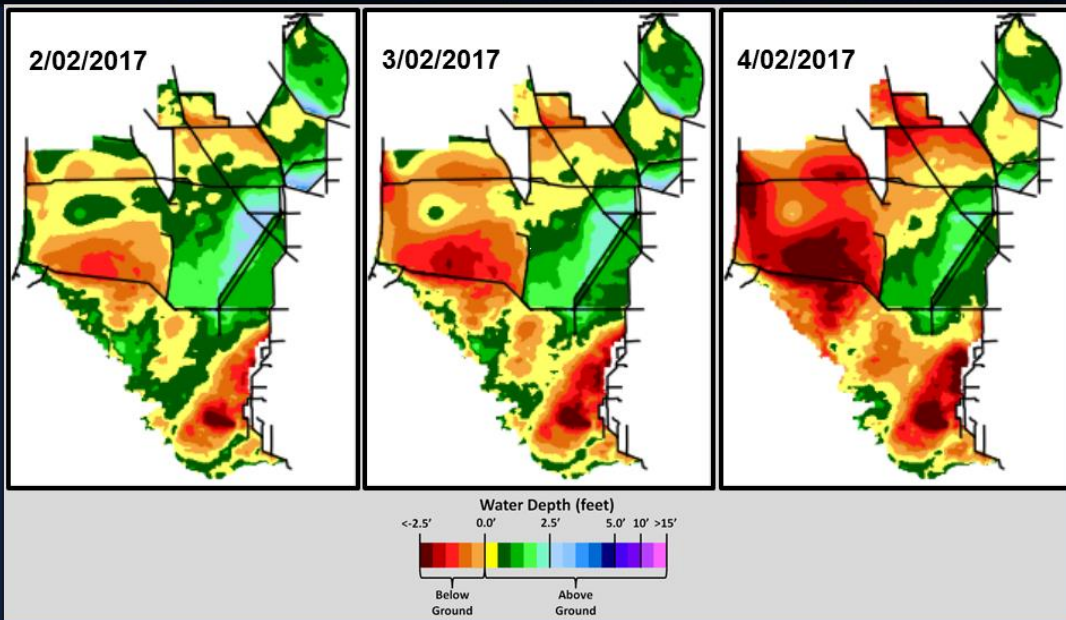 2/02/2017
3/02/2017
4/02/2017
Water Depth (feet)
<-2.5' 0.0' 2.5' 5.0' 10' >15'
Below Above
Ground Ground